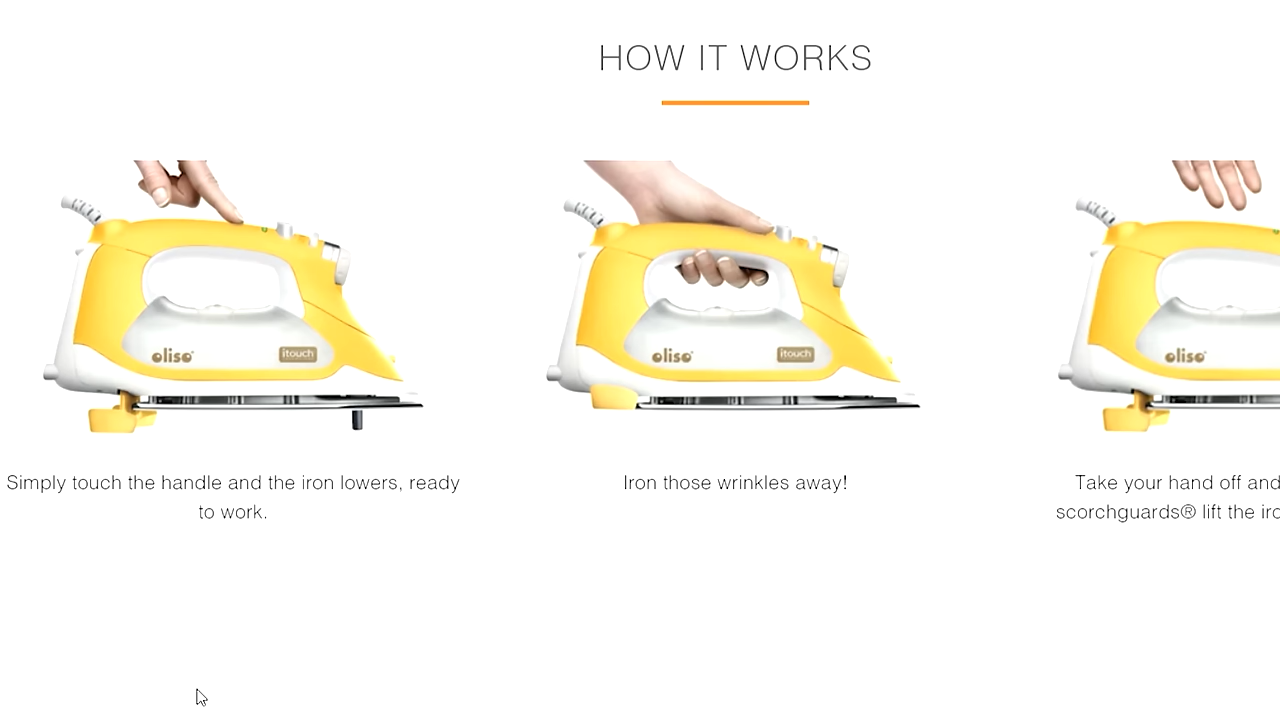 HOW IT WORKS
oliso
itouch
oliso
itouch
oliso
Simply touch the handle and the iron lowers, ready
to work.
Iron those wrinkles away!
Take your hand off and
scorchguards® lift the